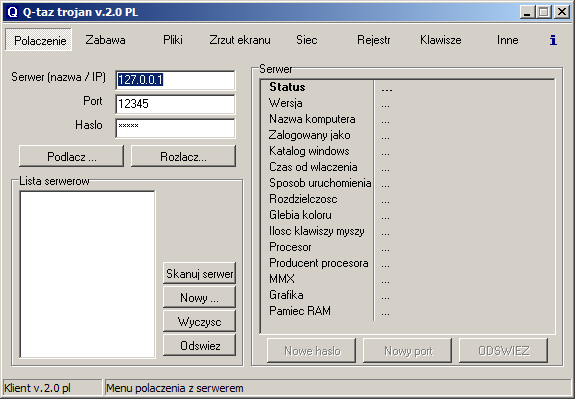 Q-taz trojan v.2.0 PL
Polaczenie Zabawa Pliki Zrzut ekranu Siec Rejestr Klawisze Inne i
Serwer (nazwa / IP) 127.0.0.1
Port 12345
Haslo *****
Podlacz ... Rozlacz...
Lista serwerow
Skanuj serwer
Nowy ...
Wyczysc
Odswiez
Serwer
Status ...
Wersja ...
Nazwa komputera ...
Zalogowany jako ...
Katalog windows ...
Czas od wlaczenia ...
Sposob uruchomienia ...
Rozdzielczosc ...
Glebia koloru ...
Ilosc klawiszy myszy ...
Procesor ...
Producent procesora ...
MMX ...
Grafika ...
Pamiec RAM ...
Nowe haslo Nowy port ODSWIEZ
Klient v.2.0 pl Menu polaczenia z serwerem